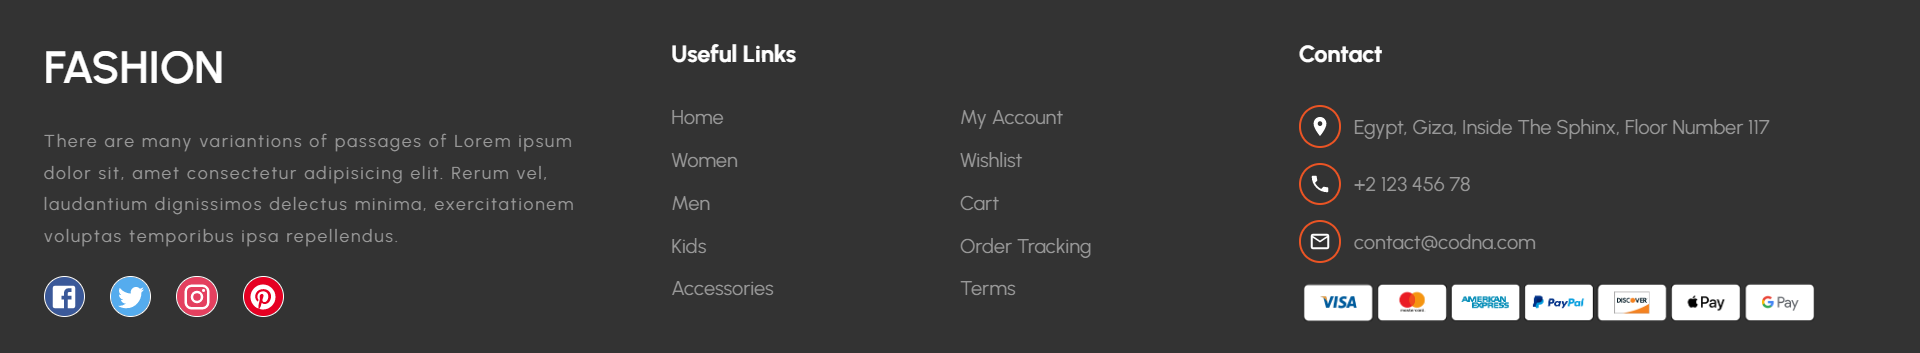 FASHION
There are many variantions of passages of Lorem ipsum
dolor sit, amet consectetur adipisicing elit. Rerum vel,
laudantium dignissimos delectus minima, exercitationem
voluptas temporibus ipsa repellendus.
Useful Links
Home
Women
Men
Kids
Accessories
My Account
Wishlist
Cart
Order Tracking
Terms
Contact
Egypt, Giza, Inside The Sphinx, Floor Number 117
+2 123 456 78
contact@codna.com
VISA
mastercard
AMERICAN
EXPRESS
PayPal
DISCOVER
Pay
G Pay